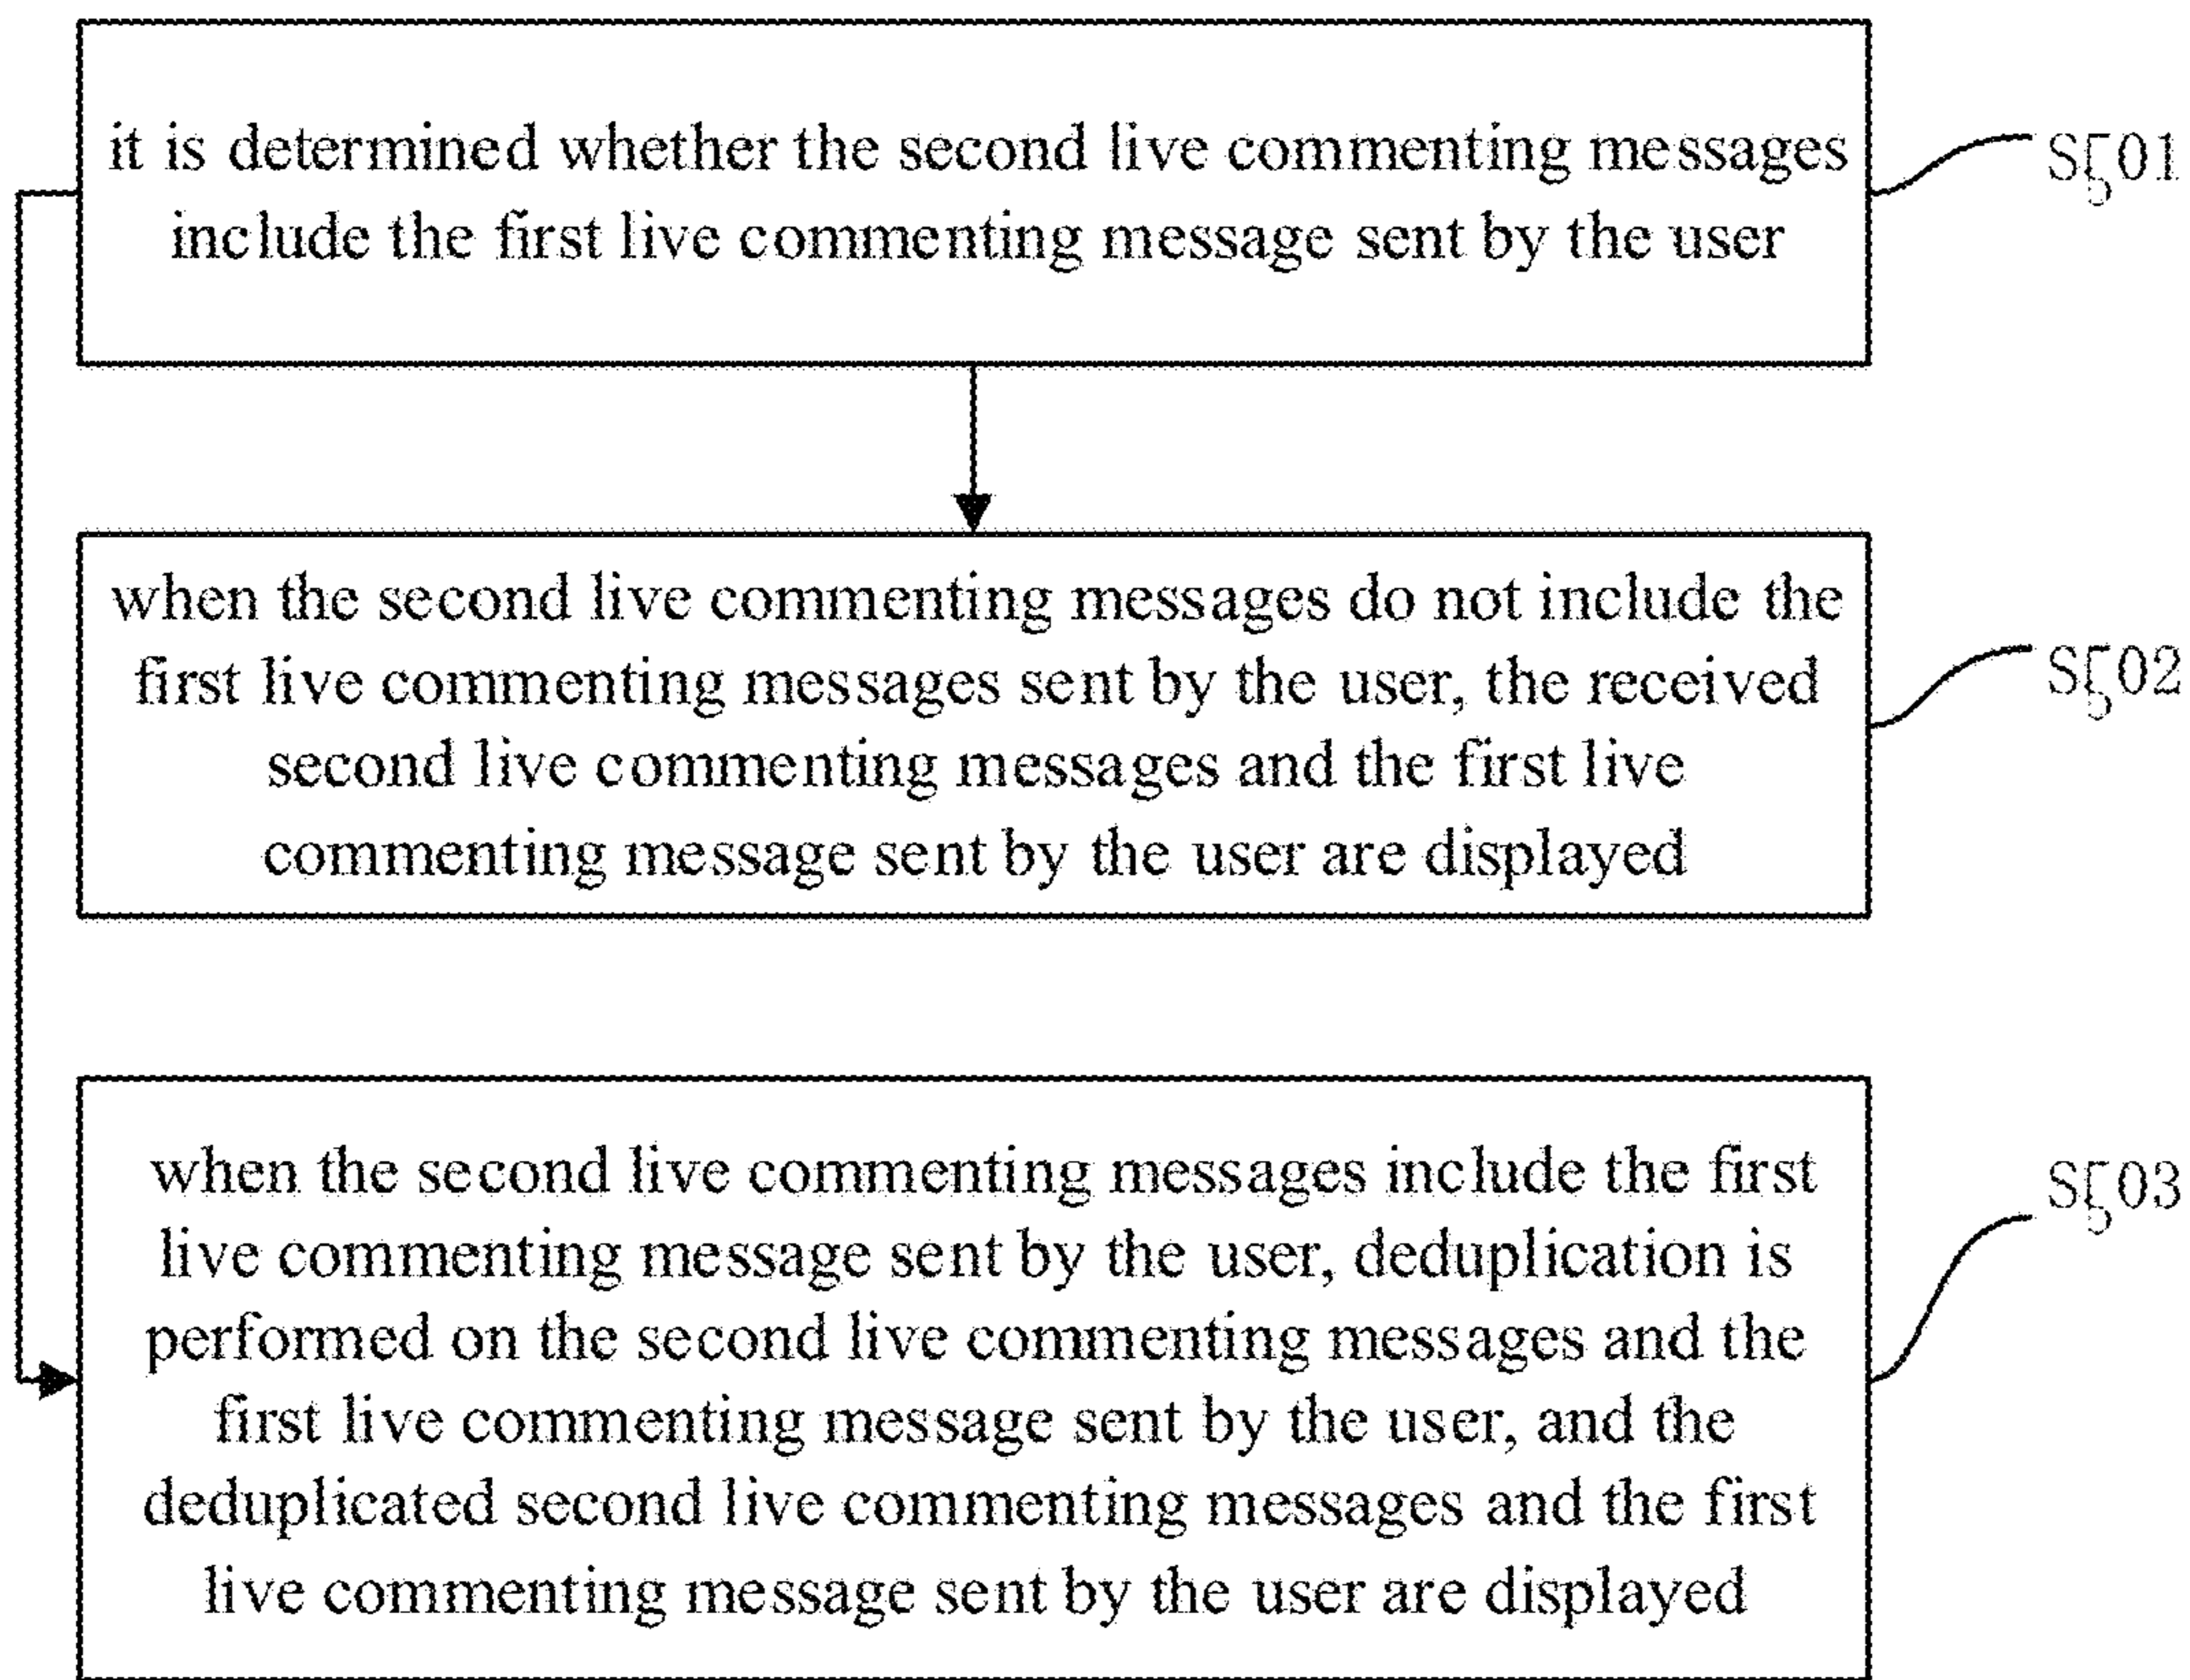 it is determined whether the second live commenting messages
include the first live commenting message sent by the user
S501
when the second live commenting messages do not include the
first live commenting messages sent by the user, the received
second live commenting messages and the first live
commenting message sent by the user are displayed
S502
when the second live commenting messages include the first
live commenting message sent by the user, deduplication is
performed on the second live commenting messages and the
first live commenting message sent by the user, and the
deduplicated second live commenting messages and the first
live commenting message sent by the user are displayed
S503